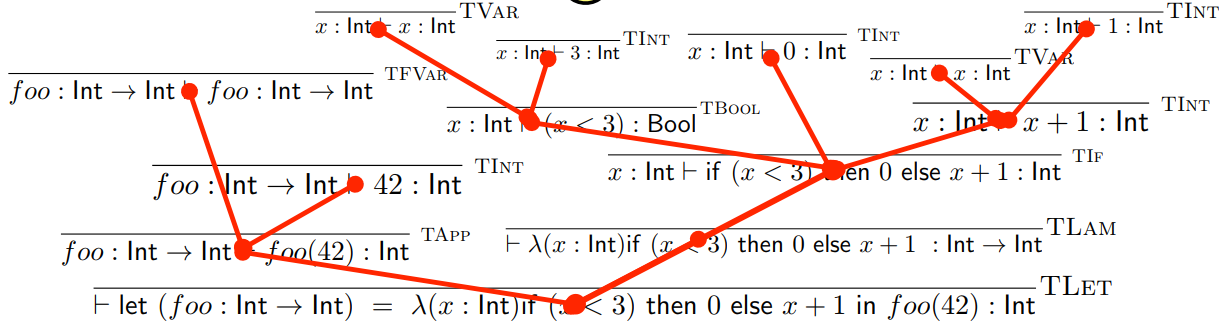 x : Int ⊢ x : Int TVar
x : Int ⊢ 1 : Int TInt
x : Int ⊢ 3 : Int TInt
x : Int ⊢ 0 : Int TInt
x : Int x : Int TVar
foo : Int → Int foo : Int → Int TFVar
x : Int ⊢ (x < 3) : Bool TBool
x : Int x + 1 : Int TInt
foo : Int → Int ⊢ 42 : Int TInt
x : Int ⊢ if (x < 3) then 0 else x + 1 : Int TIf
foo : Int → Int foo(42) : Int TApp
⊢ λ(x : Int)if (x < 3) then 0 else x + 1 : Int → Int TLam
⊢ let (foo : Int → Int) = λ(x : Int)if (x < 3) then 0 else x + 1 in foo(42) : Int TLet